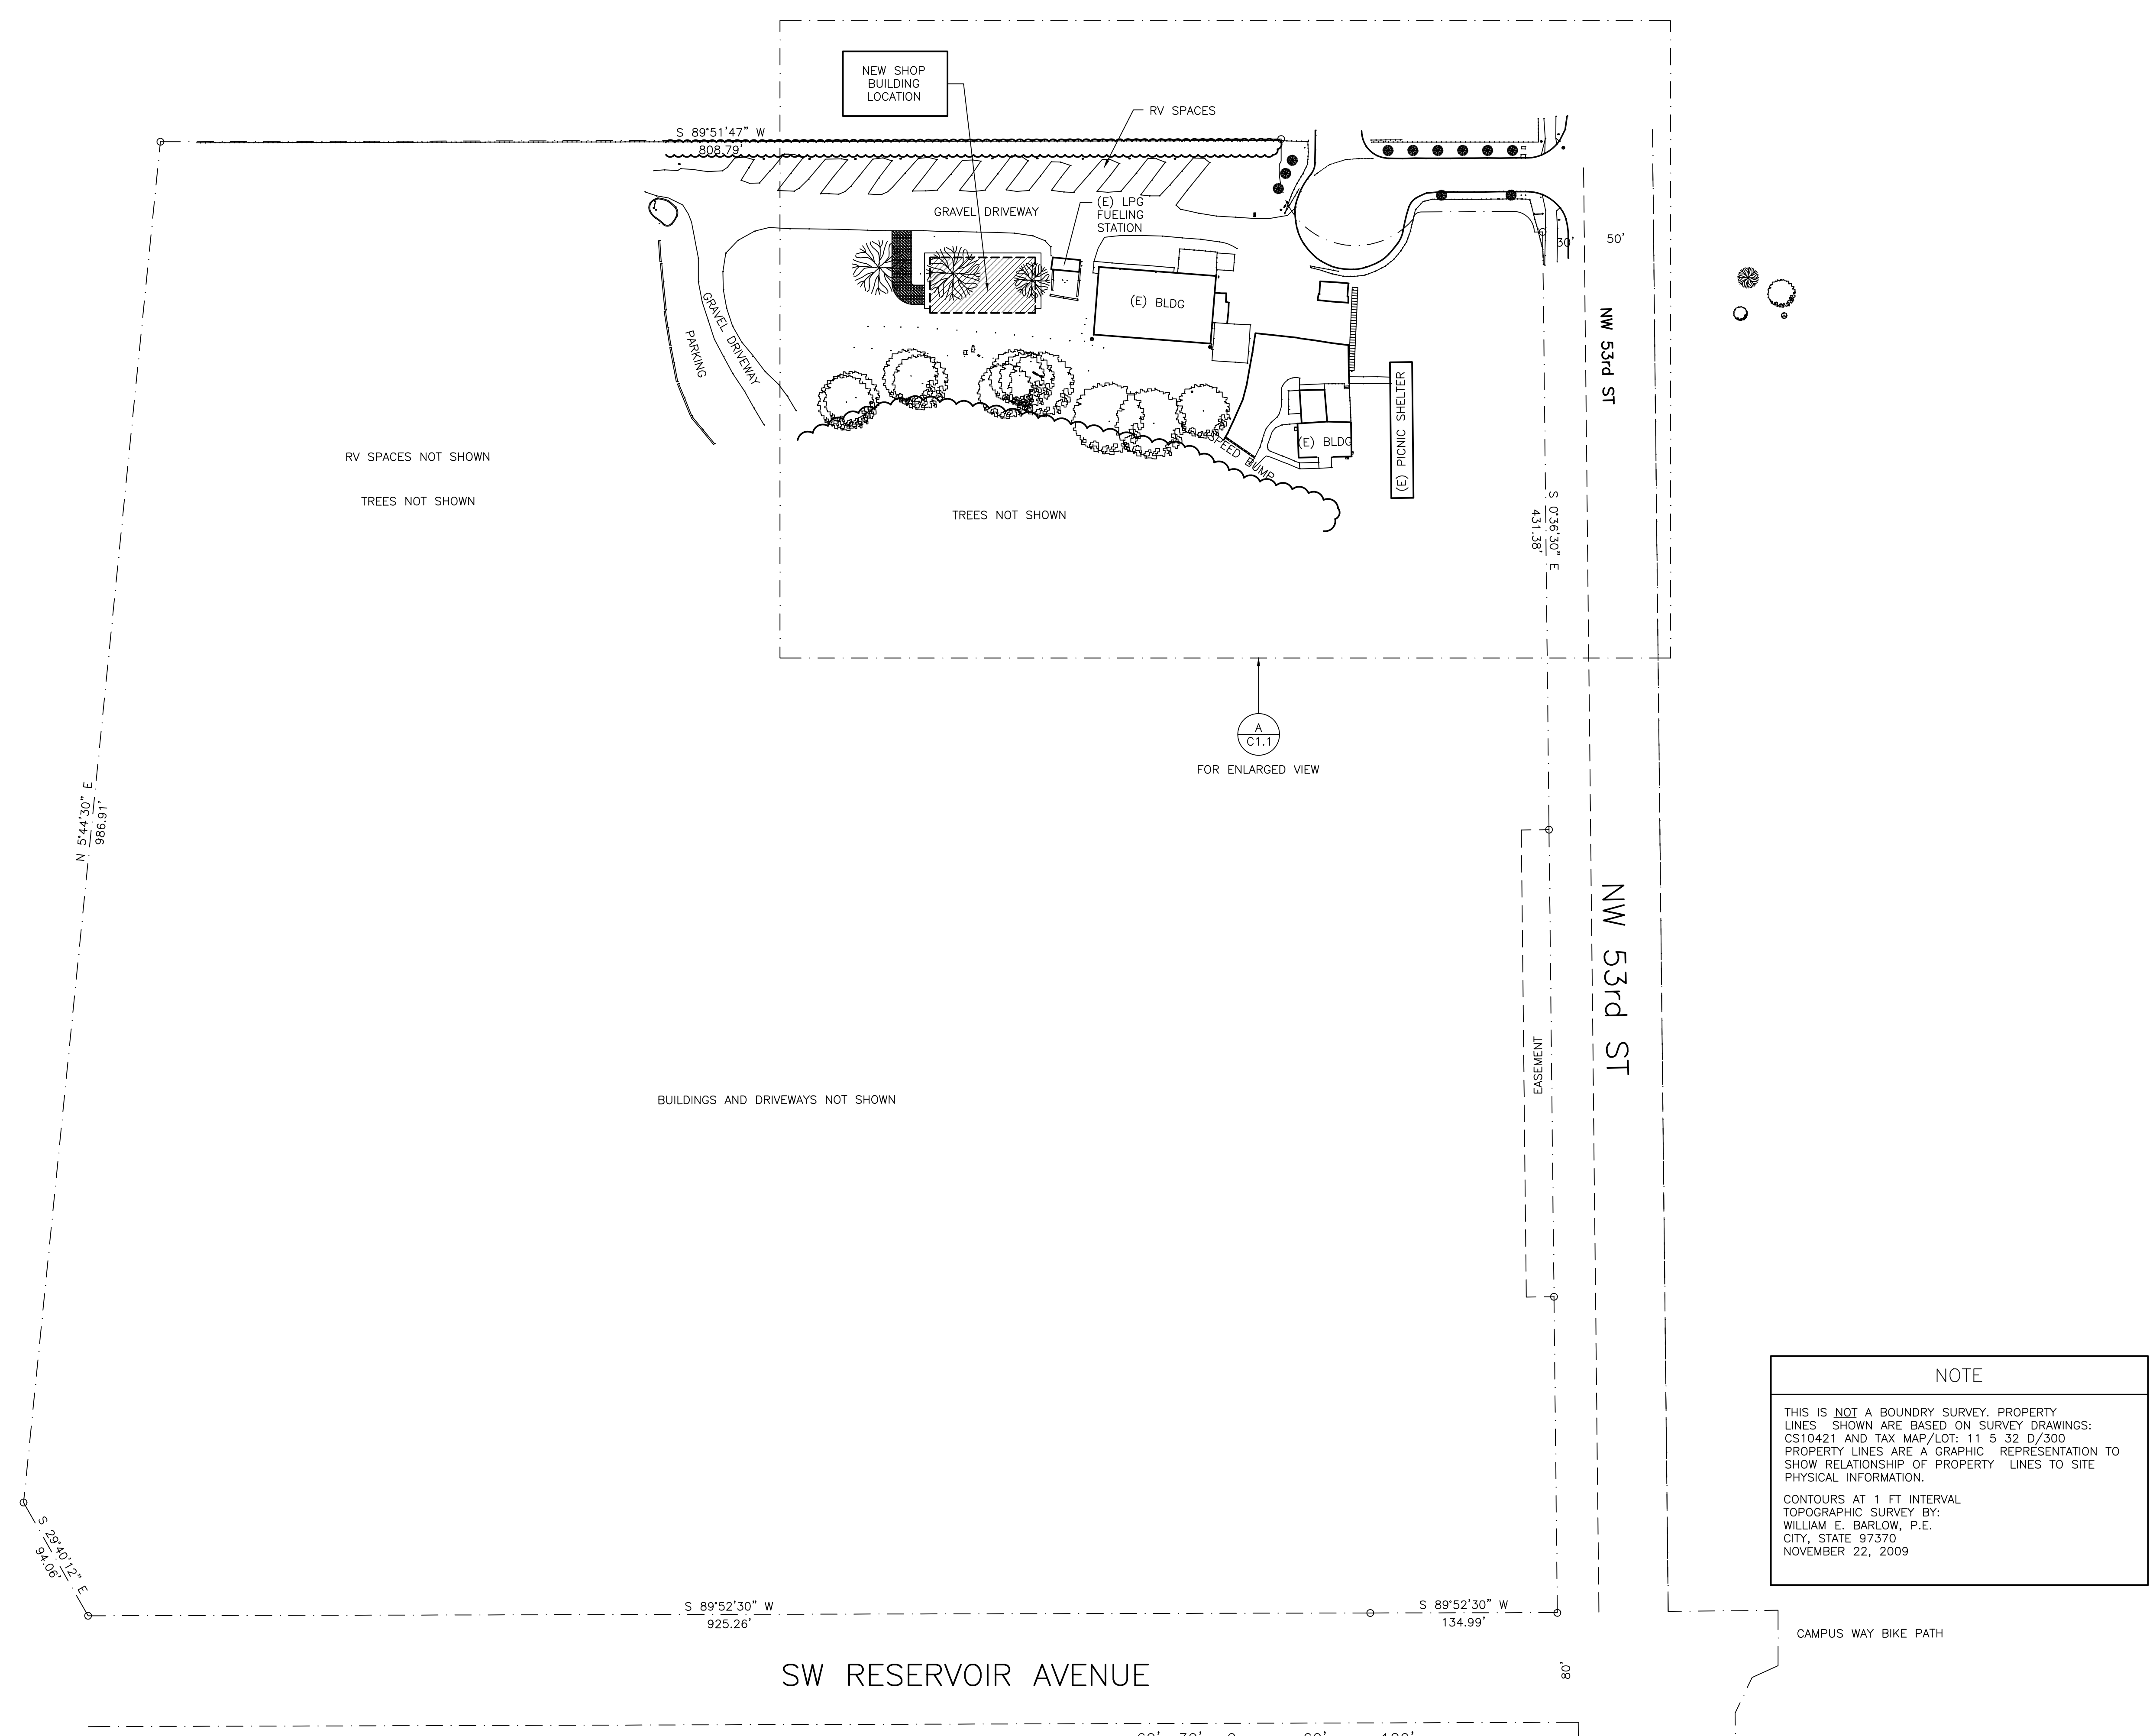 NEW SHOP
BUILDING
LOCATION
RV SPACES
S 89°51'47" W
808.79'
(E) LPG
FUELING
STATION
GRAVEL DRIVEWAY
30'
50'
GRAVEL DRIVEWAY
PARKING
(E) BLDG
NW 53rd ST
(E) PICNIC SHELTER
(E) BLDG
SPEED BUMP
RV SPACES NOT SHOWN
TREES NOT SHOWN
TREES NOT SHOWN
S 0°36'30" E
431.38'
A
C1.1
FOR ENLARGED VIEW
N 5°44'30" E
986.91'
NW 53rd ST
EASEMENT
BUILDINGS AND DRIVEWAYS NOT SHOWN
NOTE
THIS IS NOT A BOUNDRY SURVEY. PROPERTY
LINES SHOWN ARE BASED ON SURVEY DRAWINGS:
CS10421 AND TAX MAP/LOT: 11 5 32 D/300
PROPERTY LINES ARE A GRAPHIC REPRESENTATION TO
SHOW RELATIONSHIP OF PROPERTY LINES TO SITE
PHYSICAL INFORMATION.
CONTOURS AT 1 FT INTERVAL
TOPOGRAPHIC SURVEY BY:
WILLIAM E. BARLOW, P.E.
CITY, STATE 97370
NOVEMBER 22, 2009
S 29°40'12" E
94.06'
S 89°52'30" W
925.26'
S 89°52'30" W
134.99'
CAMPUS WAY BIKE PATH
SW RESERVOIR AVENUE
80'